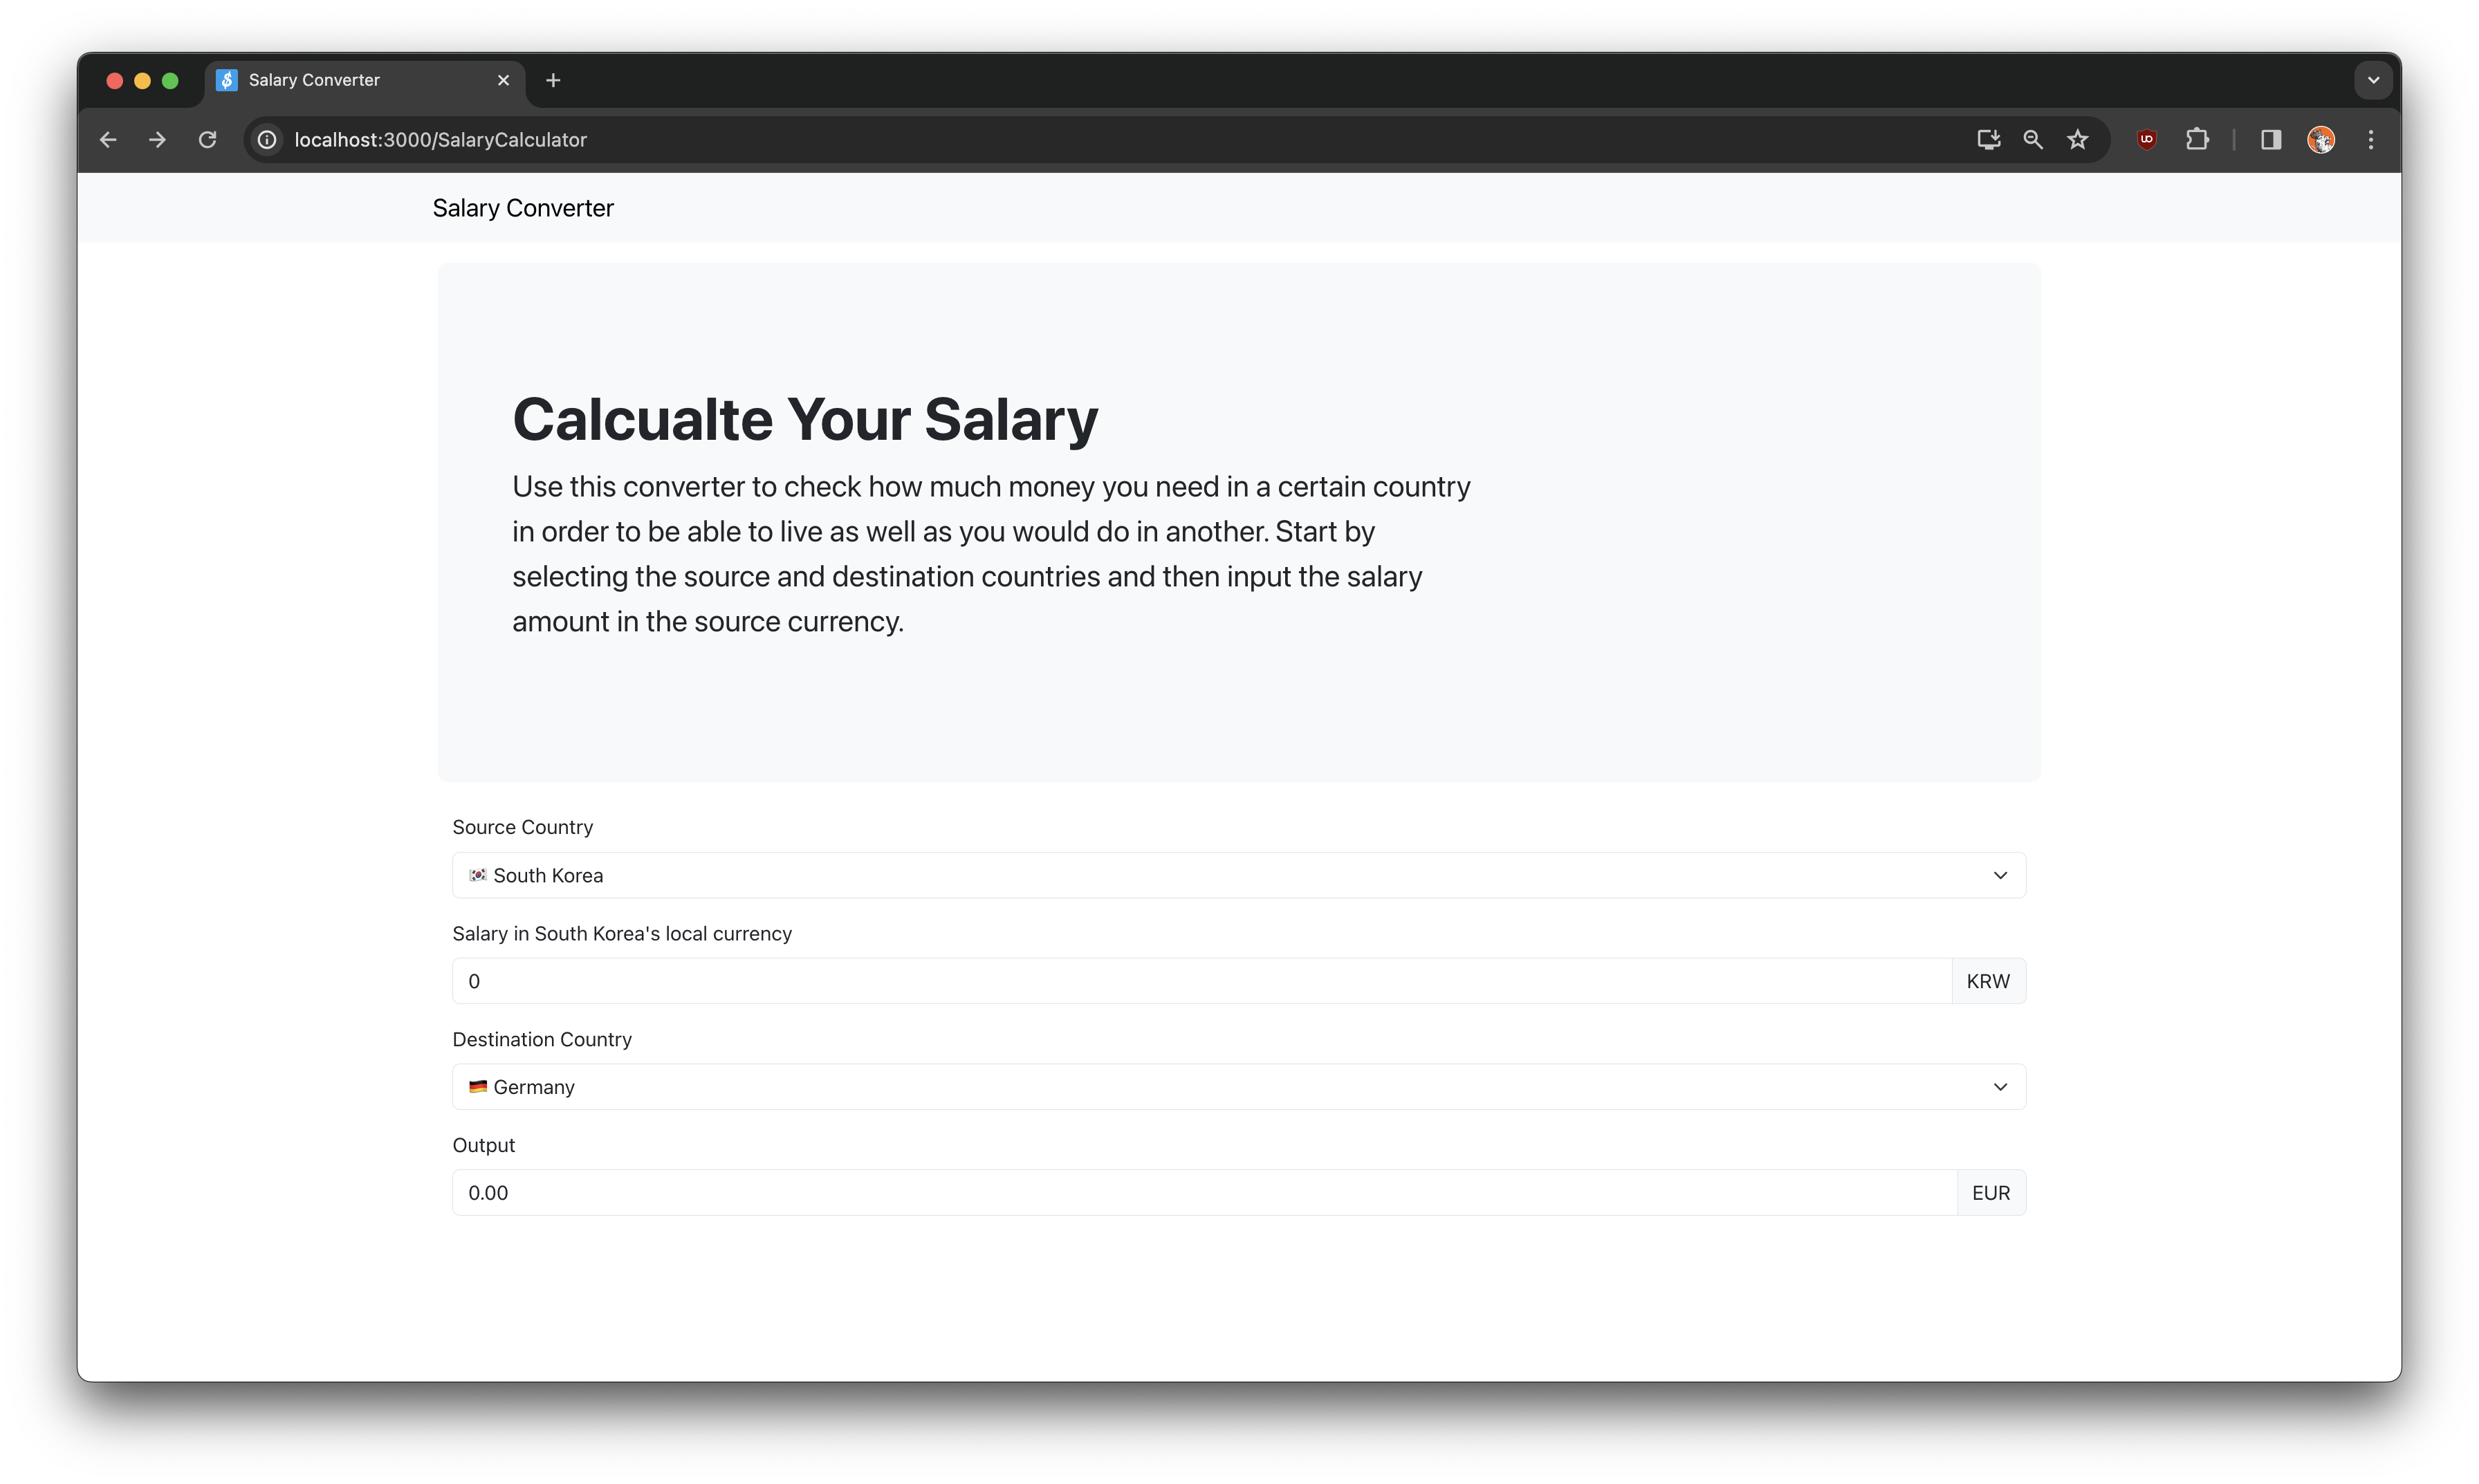 Salary Converter
localhost:3000/SalaryCalculator
Salary Converter
Calcualte Your Salary
Use this converter to check how much money you need in a certain country
in order to be able to live as well as you would do in another. Start by
selecting the source and destination countries and then input the salary
amount in the source currency.
Source Country
🇰🇷 South Korea
Salary in South Korea's local currency
0 KRW
Destination Country
🇩🇪 Germany
Output
0.00 EUR